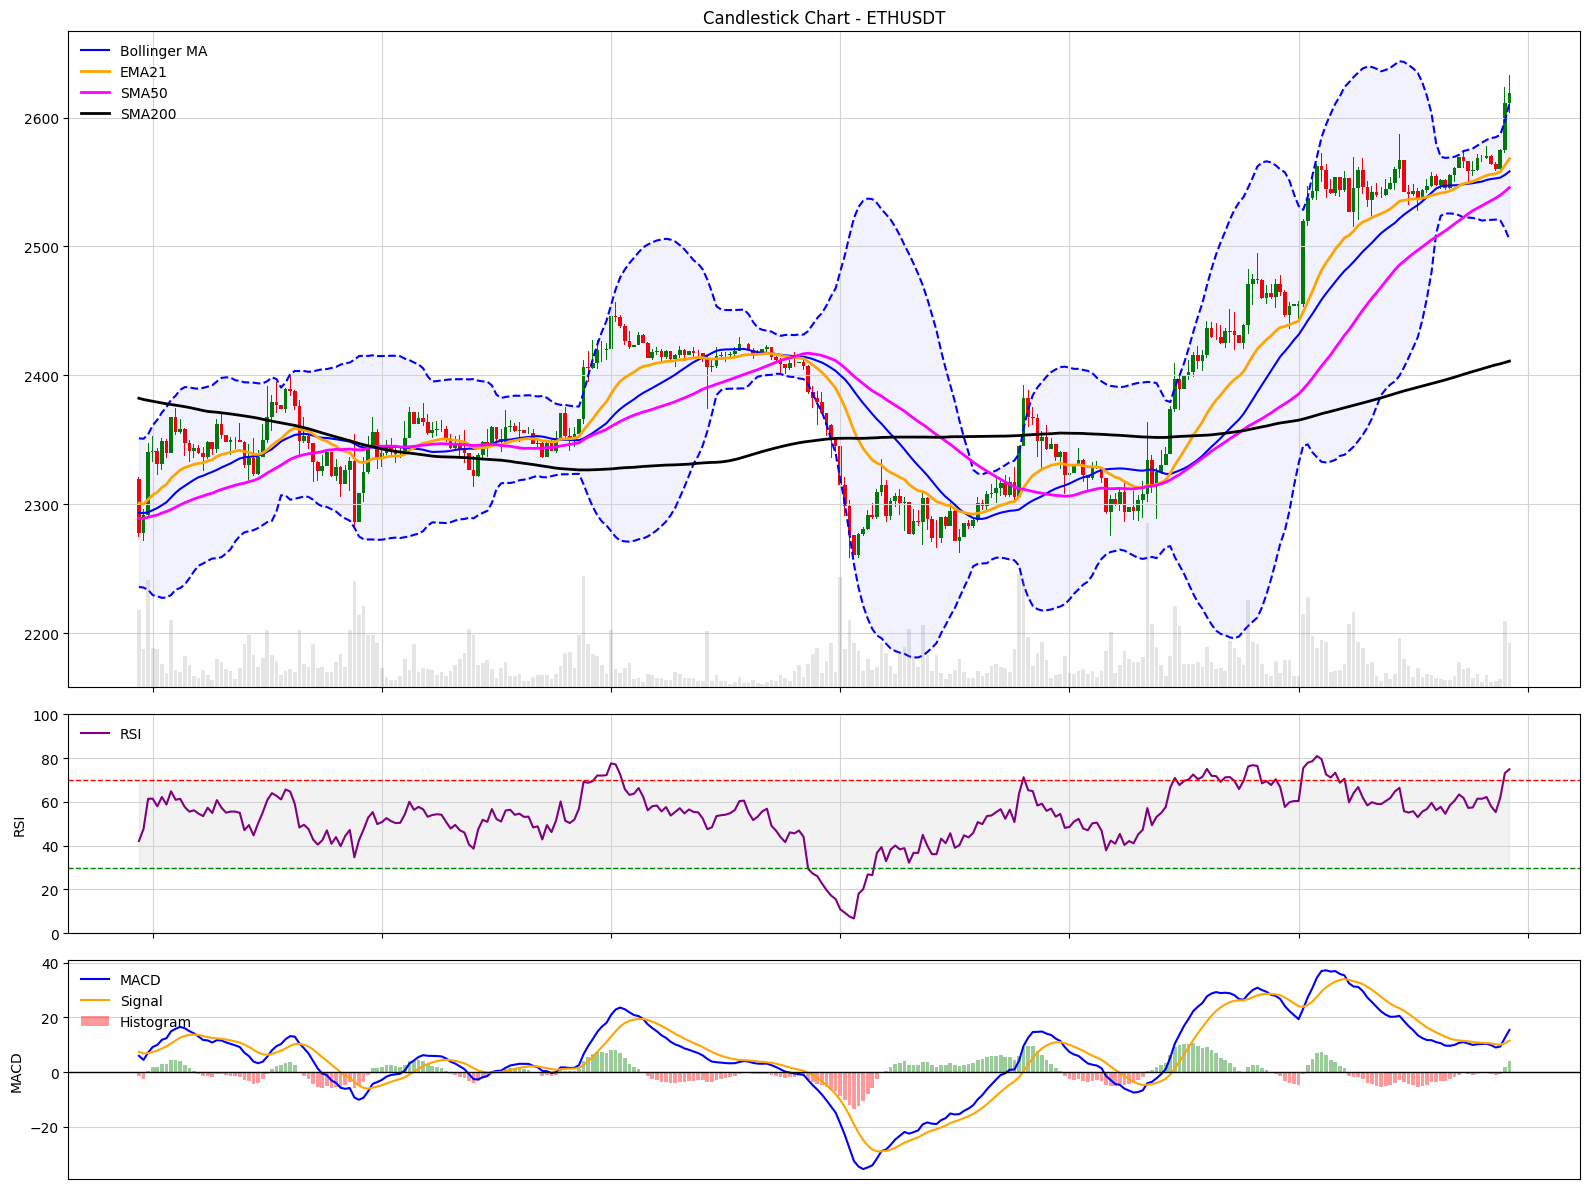 Candlestick Chart - ETHUSDT
Bollinger MA
EMA21
SMA50
SMA200
2600
2500
2400
2300
2200
100
80
60
40
20
0
RSI
RSI
40
20
0
−20
MACD
MACD
Signal
Histogram